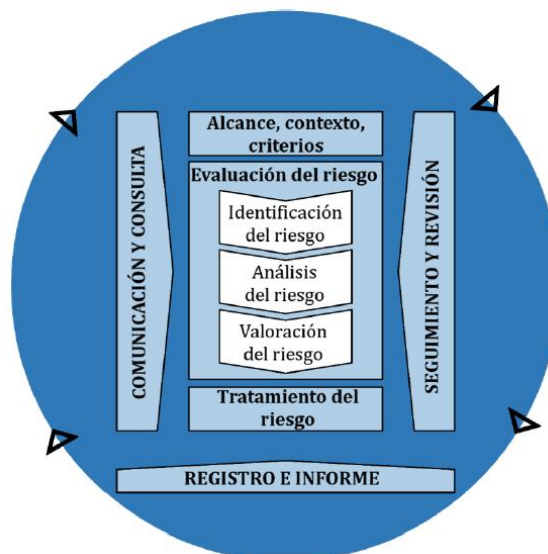 Alcance, contexto,
criterios
Evaluación del riesgo
Identificación
del riesgo
Análisis
del riesgo
Valoración
del riesgo
Tratamiento del
riesgo
COMUNICACIÓN Y CONSULTA
SEGUIMIENTO Y REVISIÓN
REGISTRO E INFORME